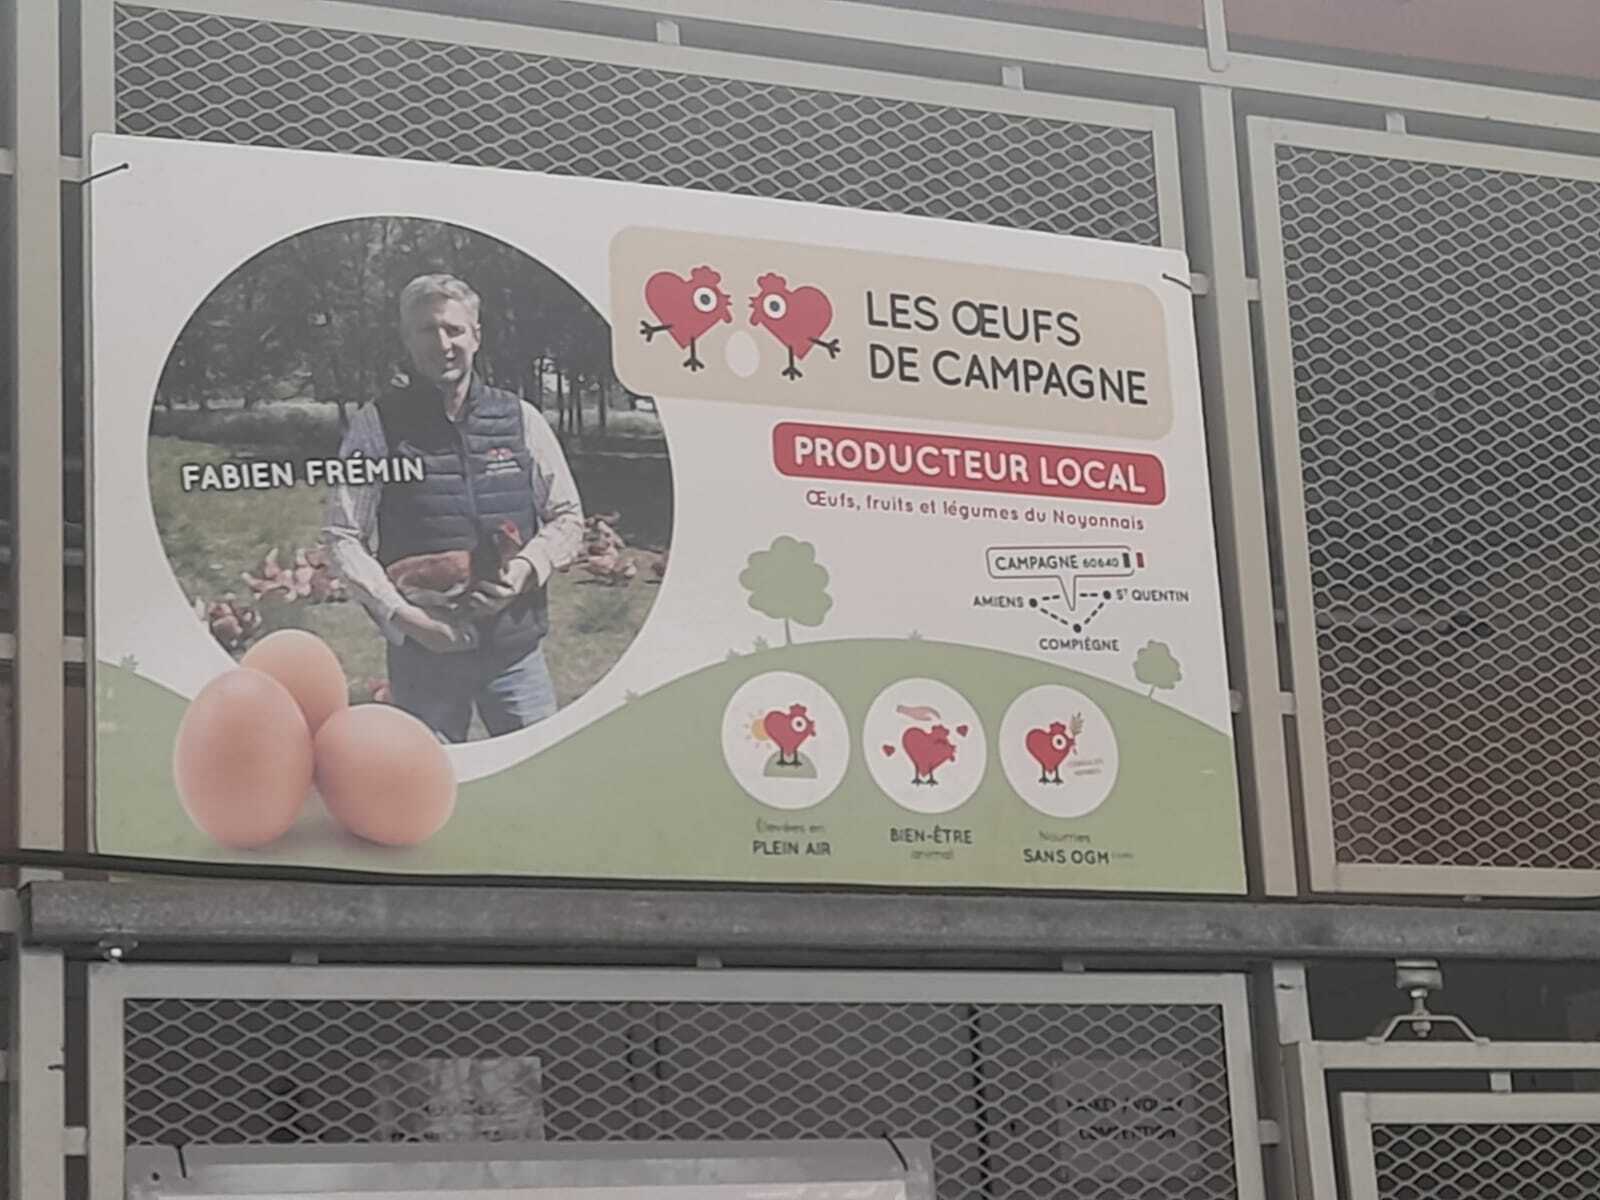 LES ŒUFS
DE CAMPAGNE
FABIEN FRÉMIN
PRODUCTEUR LOCAL
Œufs, fruits et légumes du Noyonnais
CAMPAGNE 60640
AMIENS
ST QUENTIN
COMPIÈGNE
Élevées en
PLEIN AIR
BIEN-ÊTRE
animal
Nourries
SANS OGM
COMPETITION